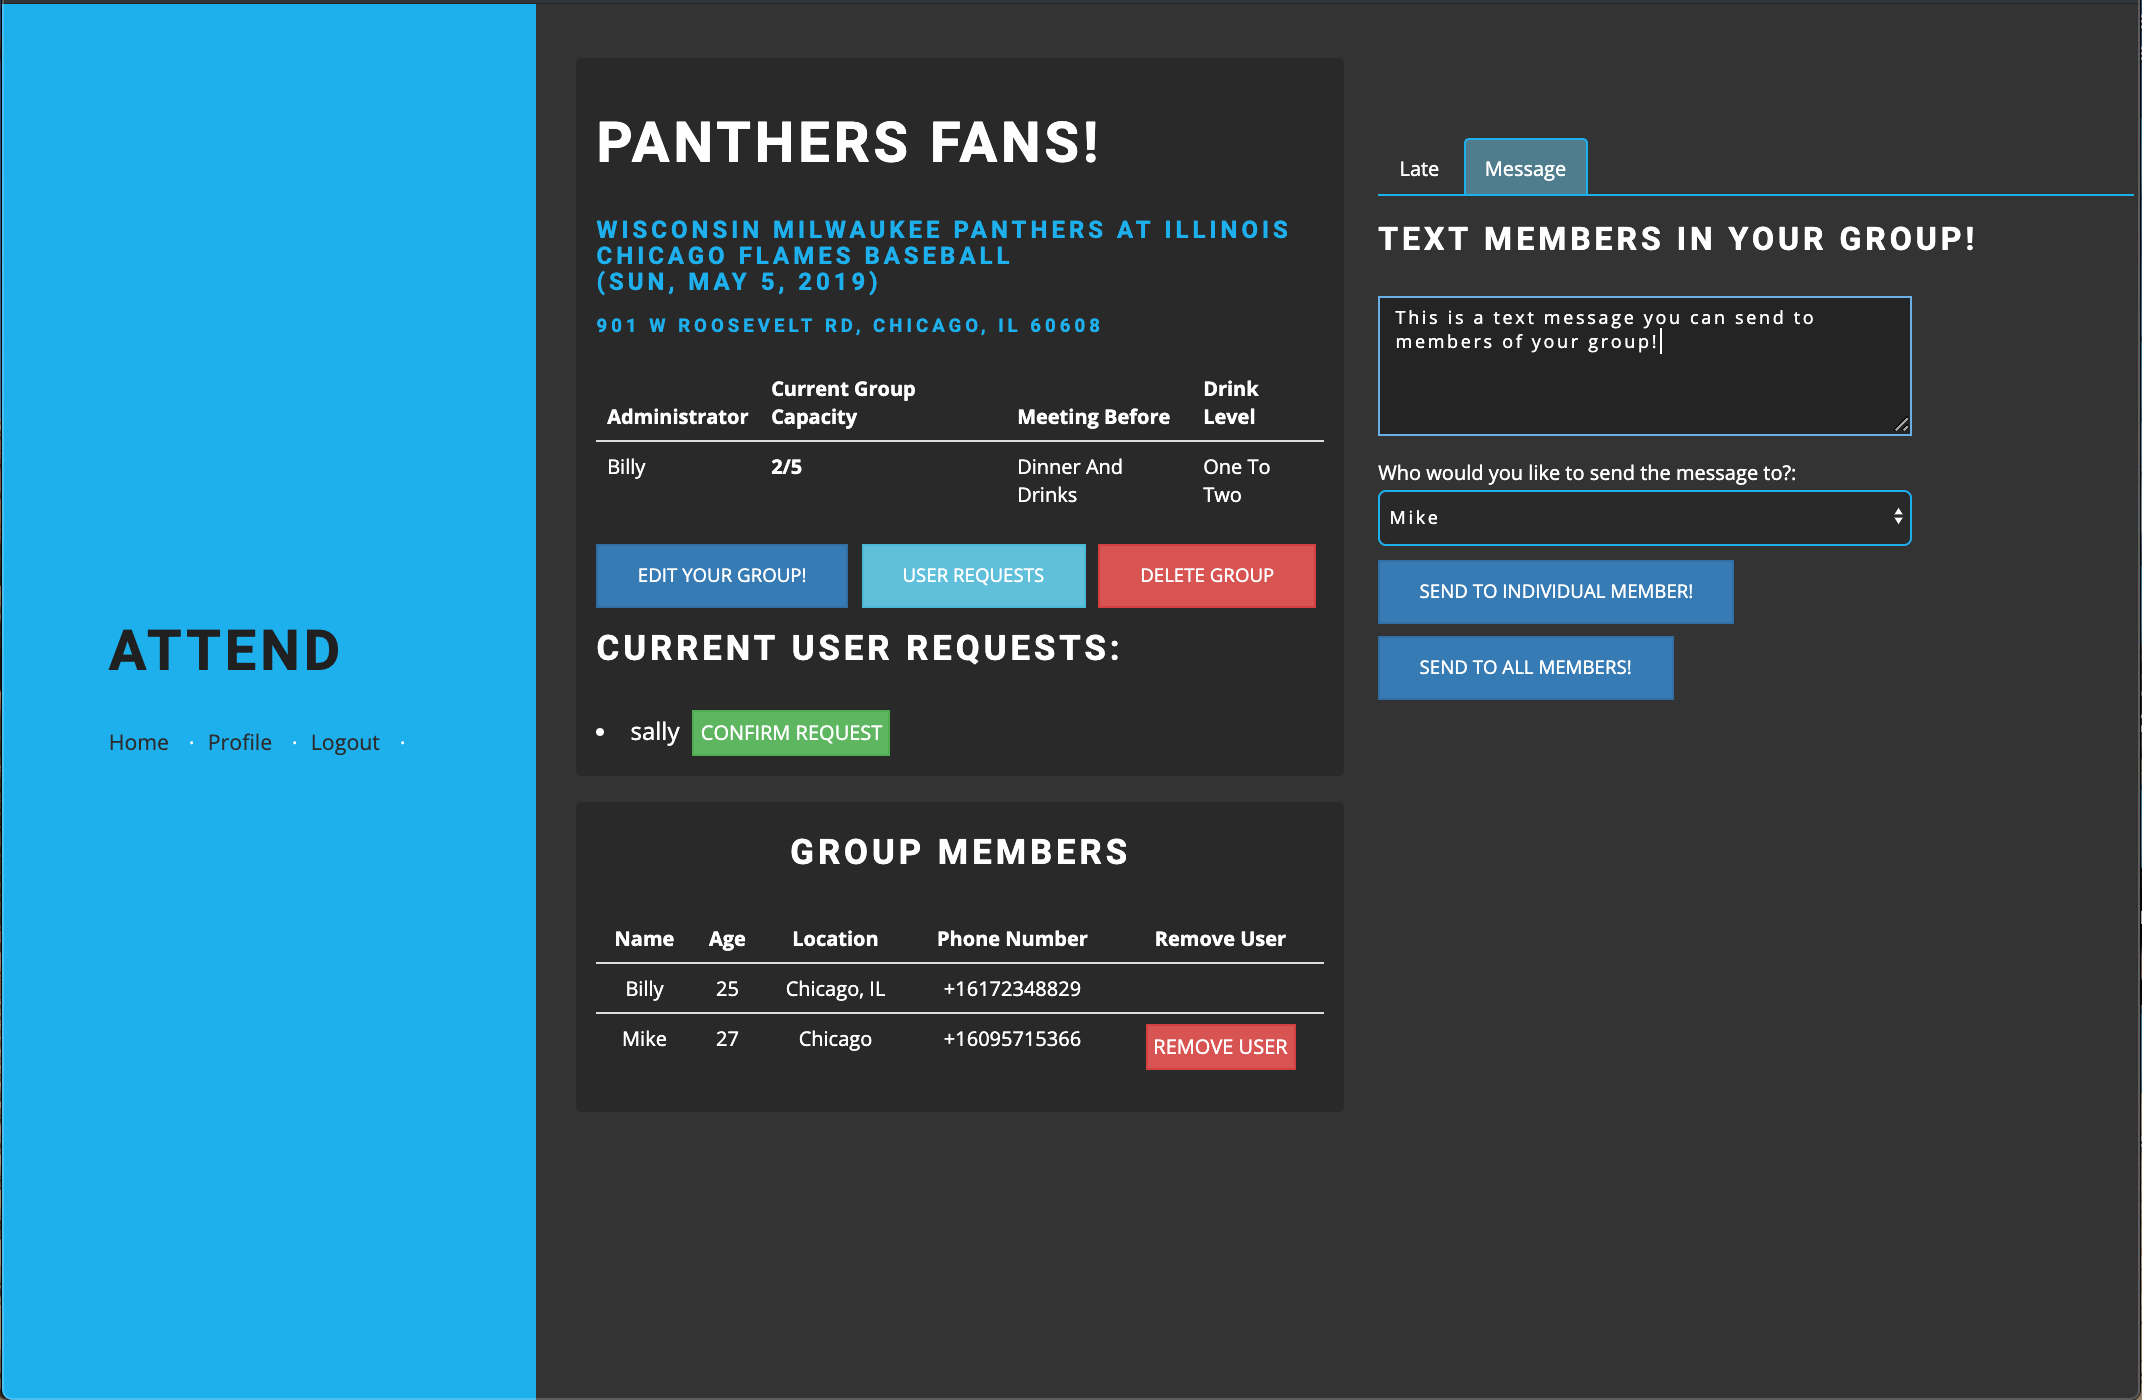 ATTEND
Home · Profile · Logout ·
PANTHERS FANS!
WISCONSIN MILWAUKEE PANTHERS AT ILLINOIS
CHICAGO FLAMES BASEBALL
(SUN, MAY 5, 2019)
901 W ROOSEVELT RD, CHICAGO, IL 60608
Administrator Current Group Capacity Meeting Before Drink Level
Billy 2/5 Dinner And Drinks One To Two
EDIT YOUR GROUP! USER REQUESTS DELETE GROUP
CURRENT USER REQUESTS:
• sally CONFIRM REQUEST
GROUP MEMBERS
Name Age Location Phone Number Remove User
Billy 25 Chicago, IL +16172348829
Mike 27 Chicago +16095715366 REMOVE USER
Late Message
TEXT MEMBERS IN YOUR GROUP!
This is a text message you can send to
members of your group!
Who would you like to send the message to?:
Mike
SEND TO INDIVIDUAL MEMBER!
SEND TO ALL MEMBERS!